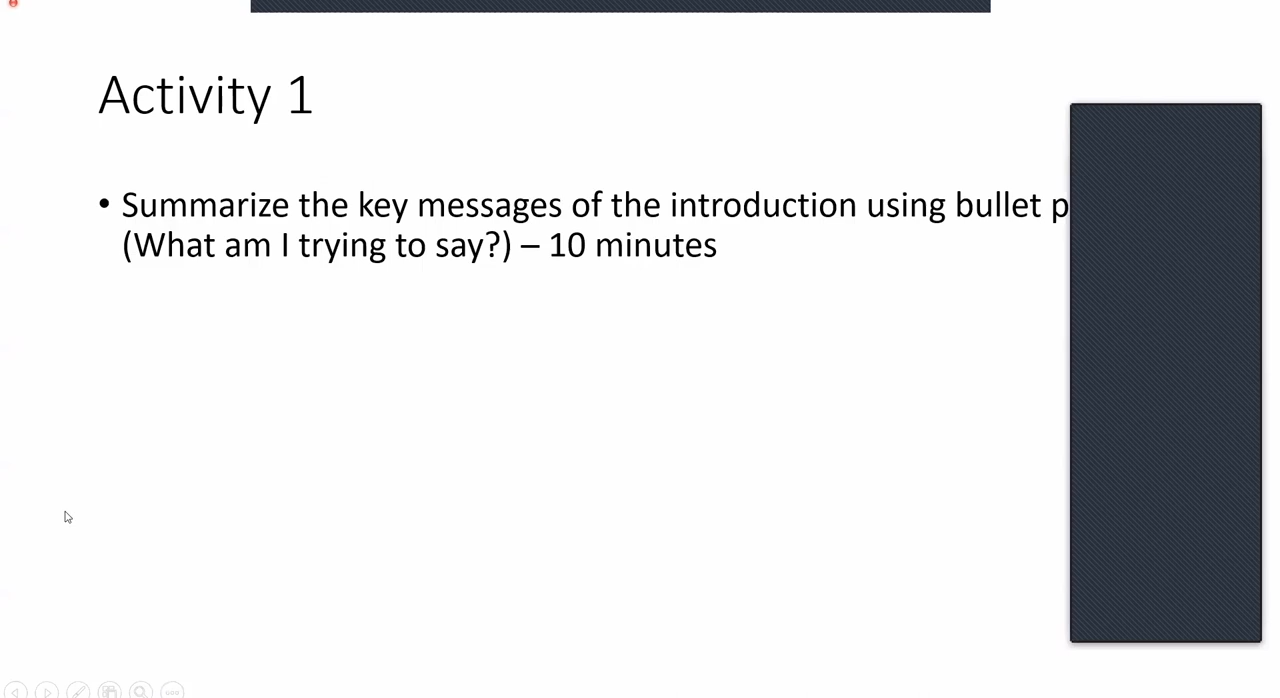 Activity 1
• Summarize the key messages of the introduction using bullet
(What am I trying to say?) – 10 minutes